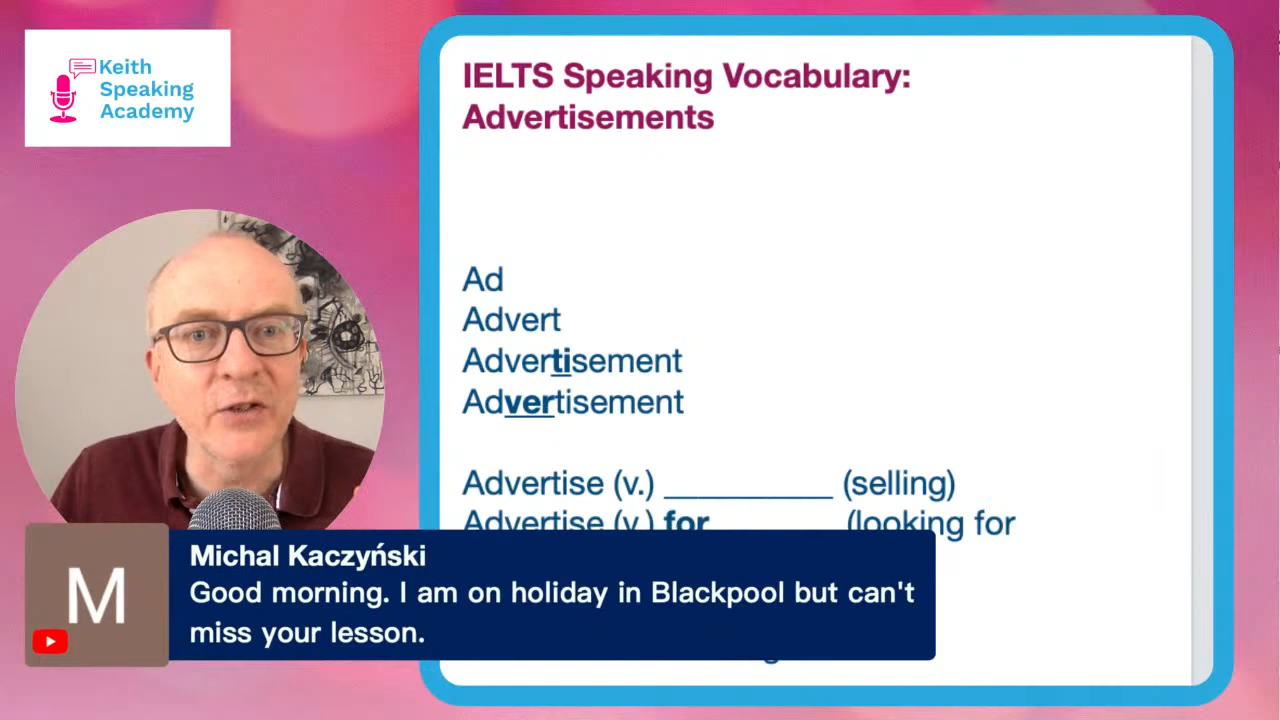 Keith
Speaking
Academy
IELTS Speaking Vocabulary:
Advertisements
Ad
Advert
Advertisement
Advertisement
Advertise (v.) __________ (selling)
Advertise (v.) for ________ (looking for
M
Michal Kaczyński
Good morning. I am on holiday in Blackpool but can't
miss your lesson.